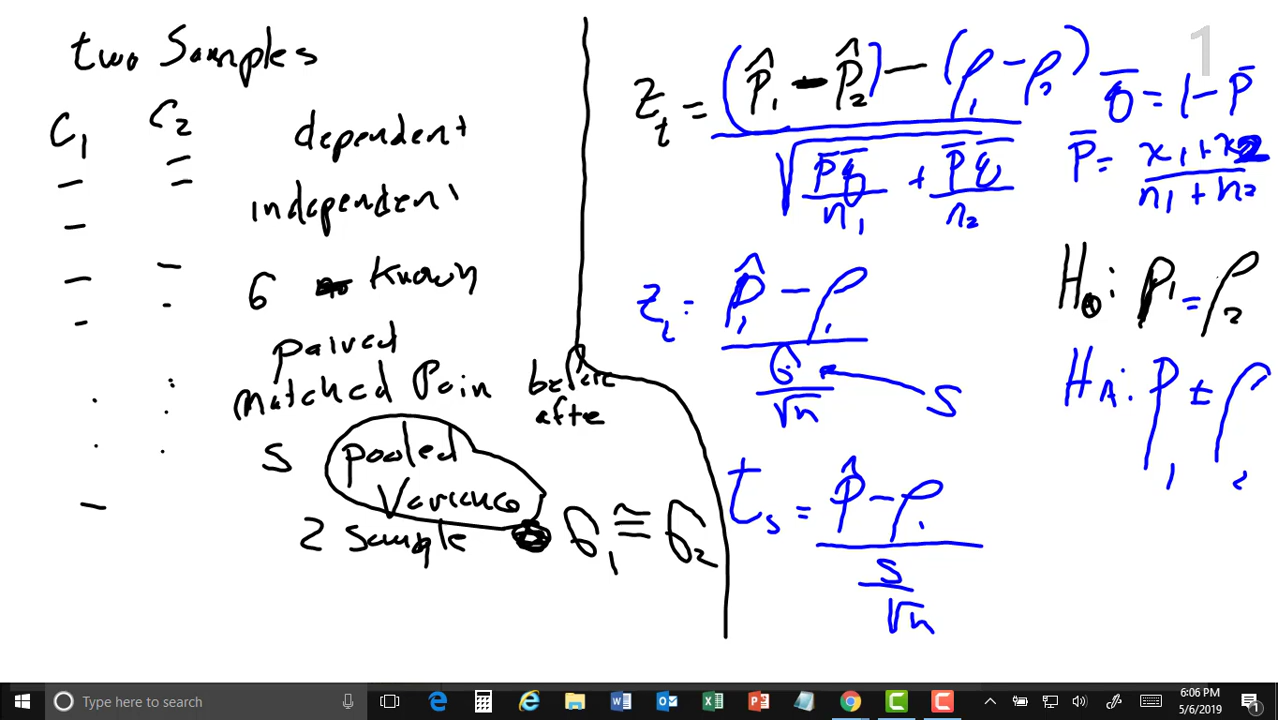 two Samples
C1 C2
dependent
independent
σ known
paired
matched Pair
before
after
S pooled
Variance
2 Sample σ1 ≅ σ2
1
Zt = (p̂1 - p̂2) - (p1 - p2) / √(p̄q̄/n1 + p̄q̄/n2)
q̄ = 1 - p̄
p̄ = x1 + x2 / n1 + n2
H0: P1 = P2
p̂1 - p1 / σ/√n
S
HA: P1 ± P2
ts = p̂ - p1 / s/√n
Type here to search
6:06 PM
5/6/2019